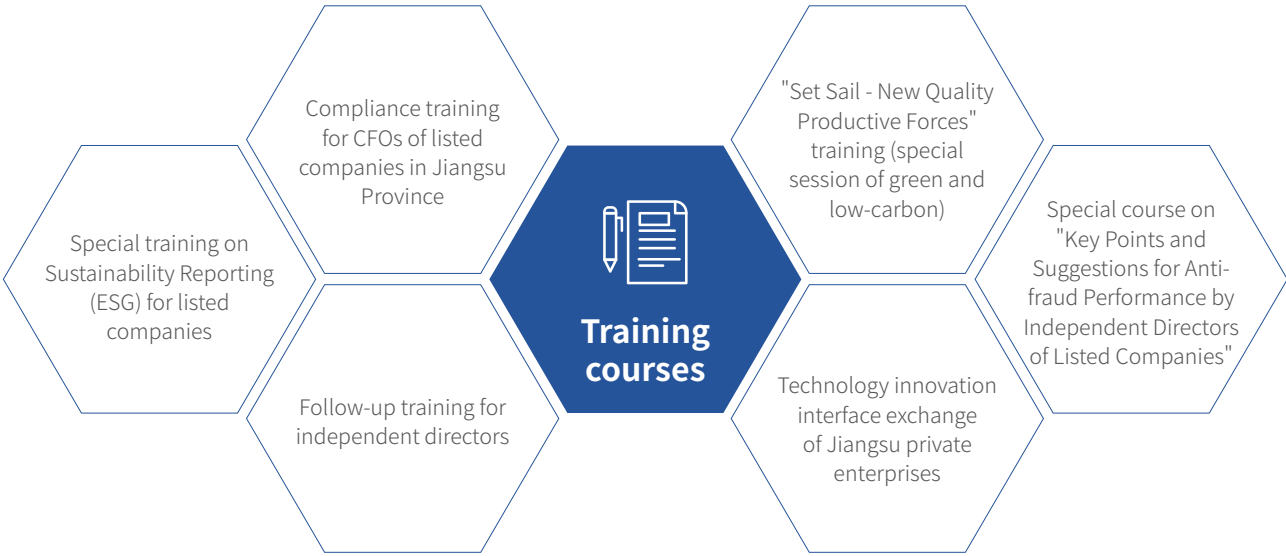 Special training on
Sustainability Reporting
(ESG) for listed
companies
Compliance training
for CFOs of listed
companies in Jiangsu
Province
Follow-up training for
independent directors
Training
courses
"Set Sail - New Quality
Productive Forces"
training (special
session of green and
low-carbon)
Technology innovation
interface exchange
of Jiangsu private
enterprises
Special course on
"Key Points and
Suggestions for Anti-
fraud Performance by
Independent Directors
of Listed Companies"